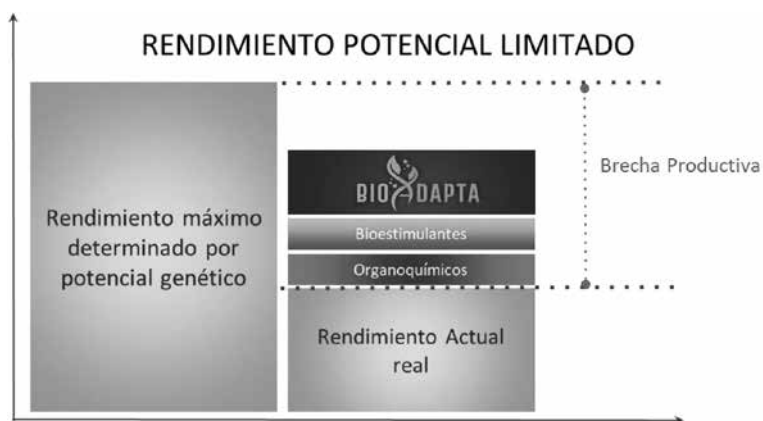 RENDIMIENTO POTENCIAL LIMITADO
Rendimiento máximo
determinado por
potencial genético
BIOADAPTA
Bioestimulantes
Organoquímicos
Rendimiento Actual
real
Brecha Productiva